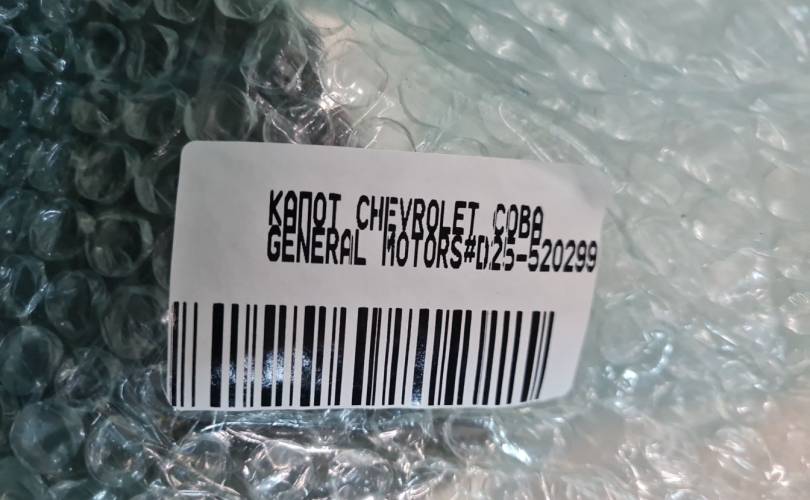 КАПОТ CHEVROLET COBA
GENERAL MOTORS#D25-520299